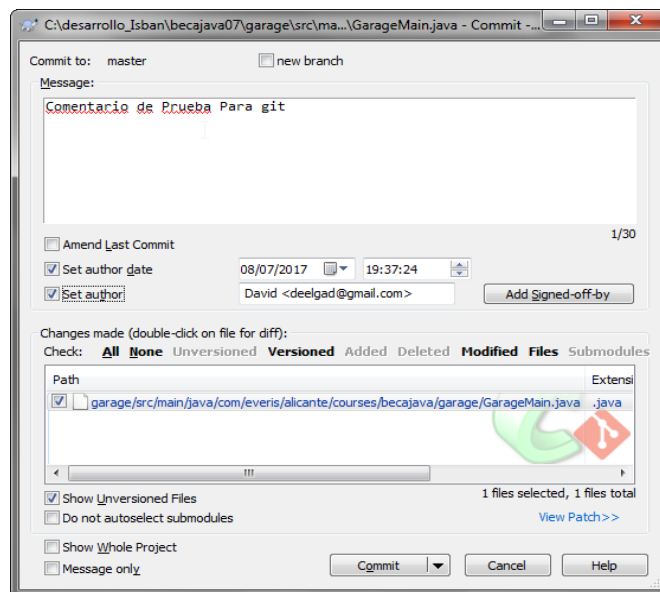 C:\desarrollo_Isban\becajava07\garage\src\ma...\GarageMain.java - Commit -...
Commit to: master new branch
Message:
Comentario de Prueba Para git
1/30
Amend Last Commit
Set author date 08/07/2017 19:37:24
Set author David <deelgad@gmail.com> Add Signed-off-by
Changes made (double-click on file for diff):
Check: All None Unversioned Versioned Added Deleted Modified Files Submodules
Path Extensi
garage/src/main/java/com/everis/alicante/courses/becajava/garage/GarageMain.java .java
Show Unversioned Files 1 files selected, 1 files total
Do not autoselect submodules View Patch>>
Show Whole Project
Message only Commit Cancel Help